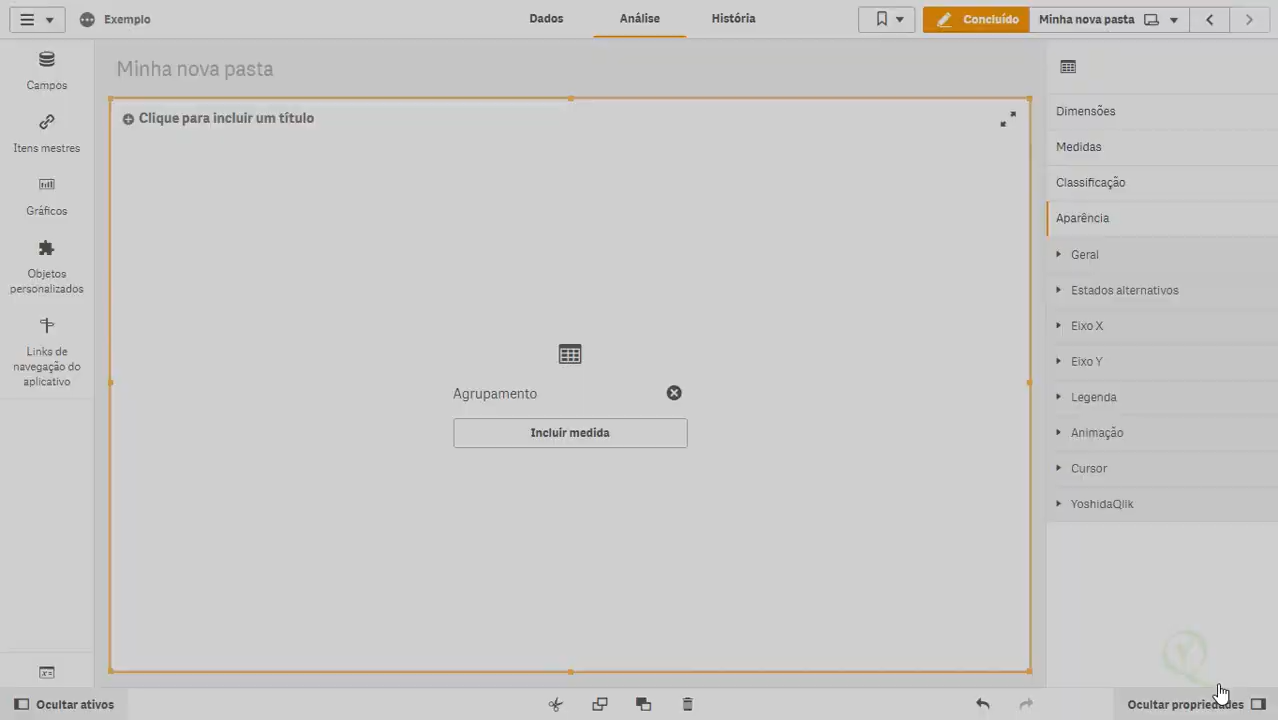 Exemplo
Dados
Análise
História
Concluído
Minha nova pasta
Campos
Itens mestres
Gráficos
Objetos
personalizados
Links de
navegação do
aplicativo
Minha nova pasta
Clique para incluir um título
Agrupamento
Incluir medida
Dimensões
Medidas
Classificação
Aparência
Geral
Estados alternativos
Eixo X
Eixo Y
Legenda
Animação
Cursor
YoshidaQlik
Ocultar ativos
Ocultar propriedades